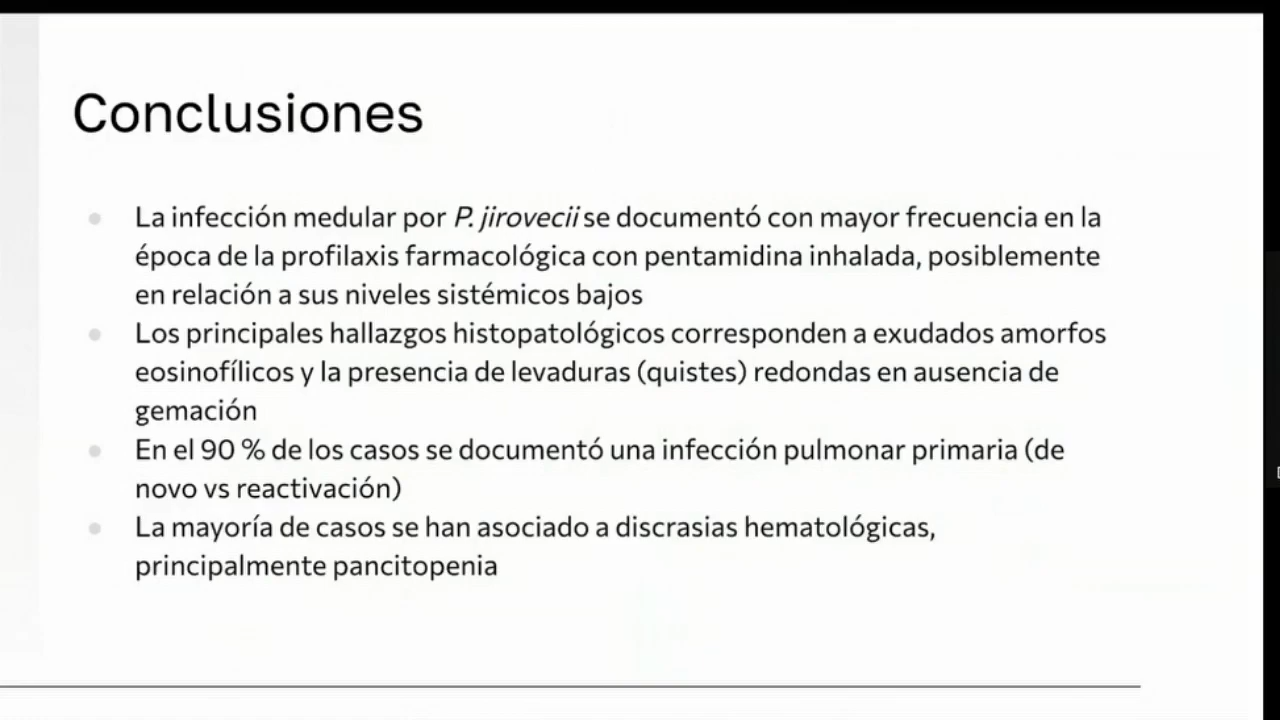 Conclusiones
La infección medular por P. jirovecii se documentó con mayor frecuencia en la
época de la profilaxis farmacológica con pentamidina inhalada, posiblemente
en relación a sus niveles sistémicos bajos
Los principales hallazgos histopatológicos corresponden a exudados amorfos
eosinofílicos y la presencia de levaduras (quistes) redondas en ausencia de
gemación
En el 90 % de los casos se documentó una infección pulmonar primaria (de
novo vs reactivación)
La mayoría de casos se han asociado a discrasias hematológicas,
principalmente pancitopenia